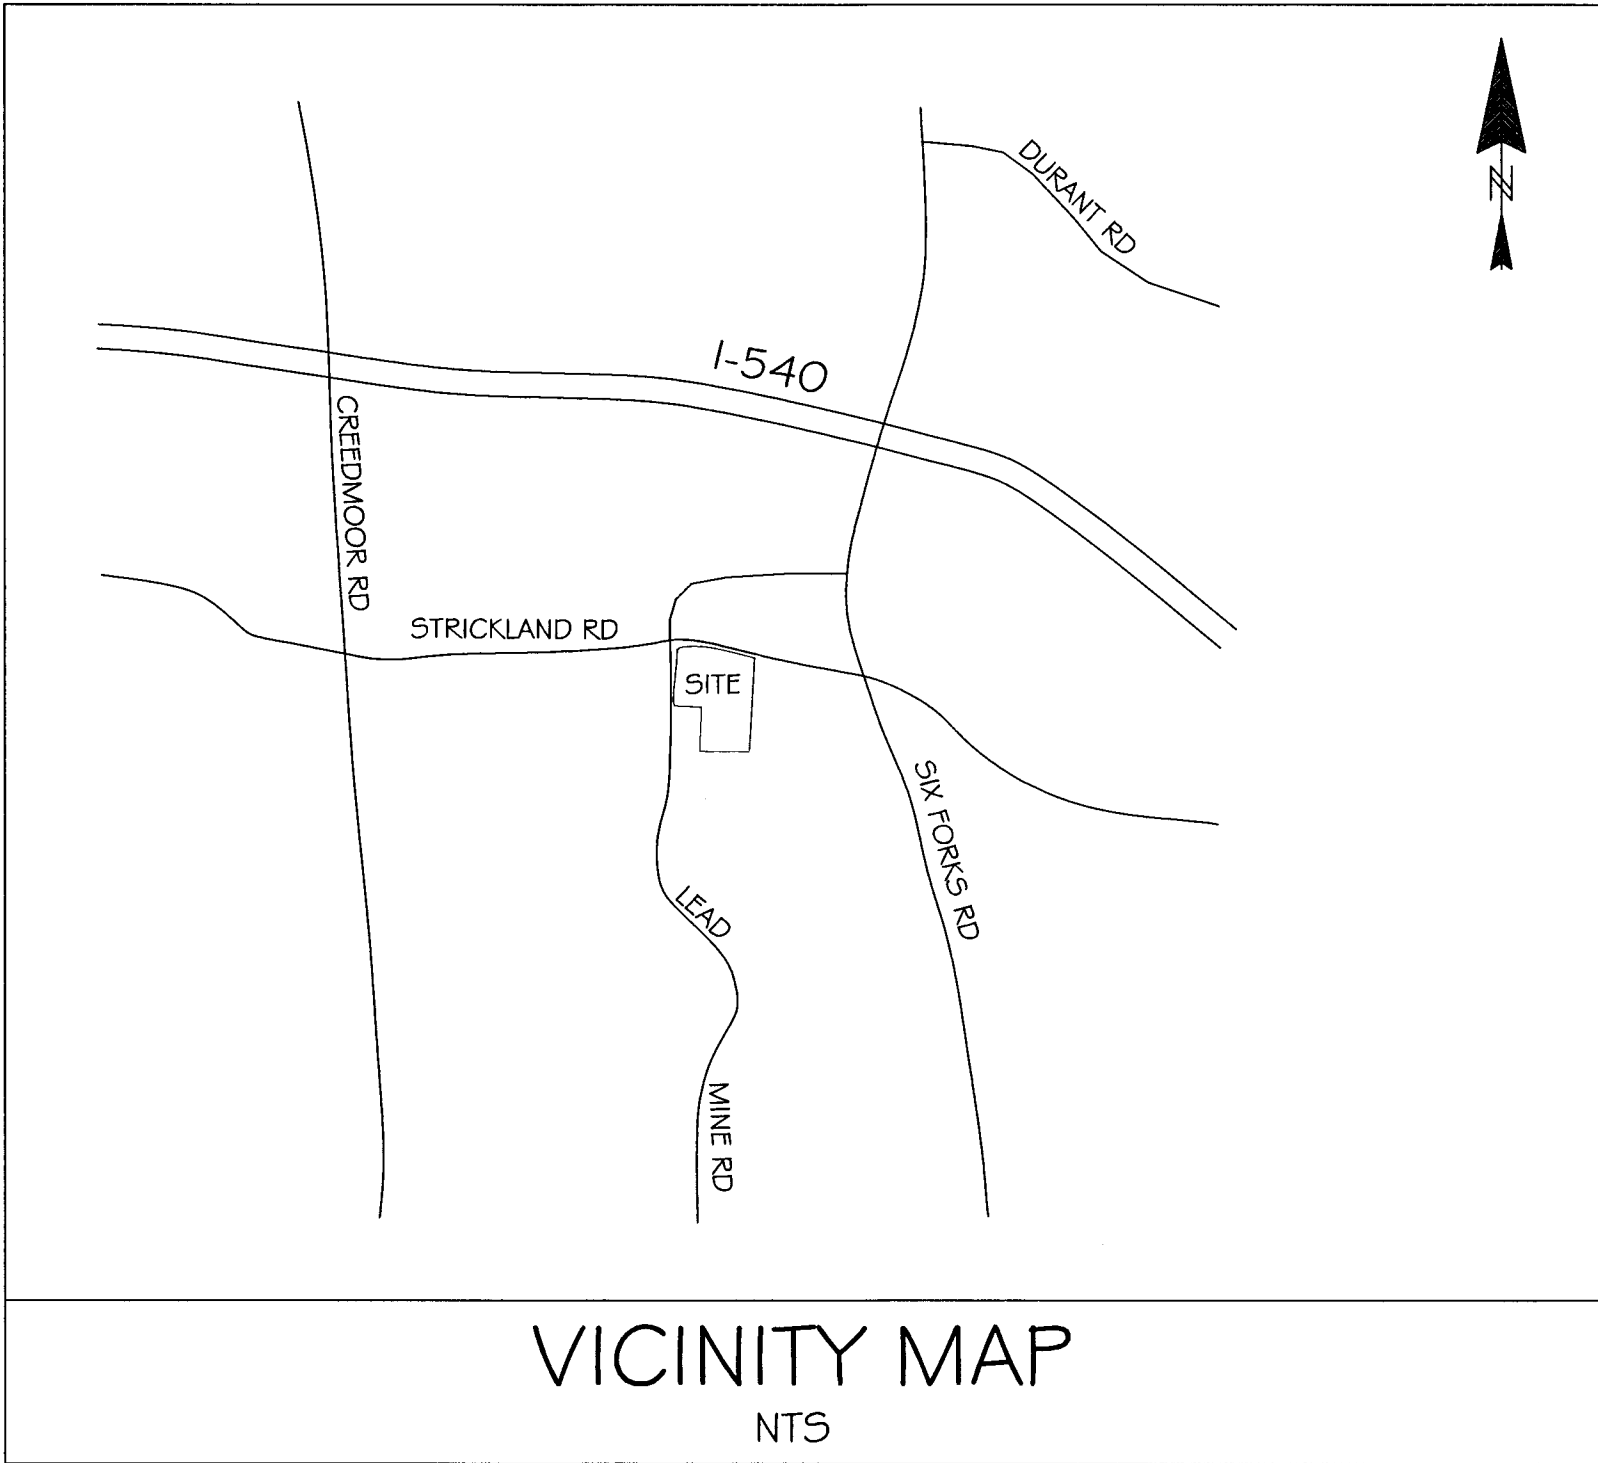 DURANT RD
N
I-540
CREEDMOOR RD
STRICKLAND RD
SITE
SIX FORKS RD
LEAD
MINE RD
VICINITY MAP
NTS